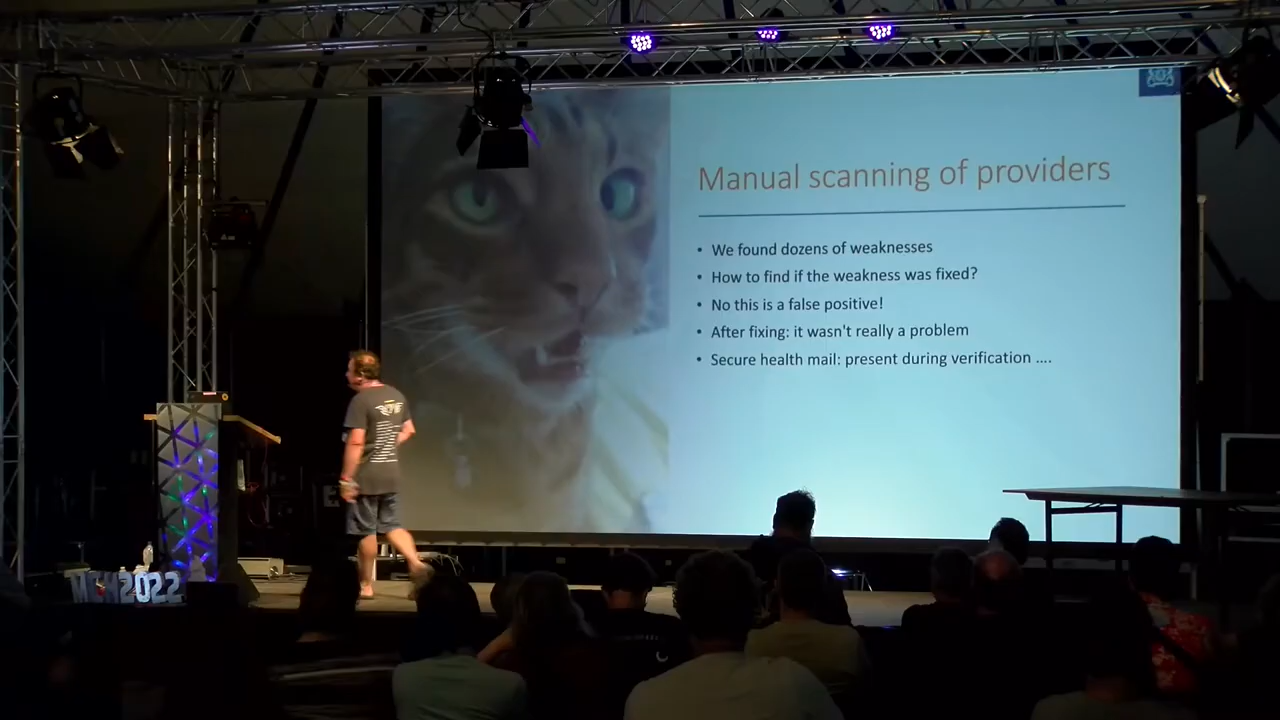 Manual scanning of providers
• We found dozens of weaknesses
• How to find if the weakness was fixed?
• No this is a false positive!
• After fixing: it wasn't really a problem
• Secure health mail: present during verification ....
MCH2022